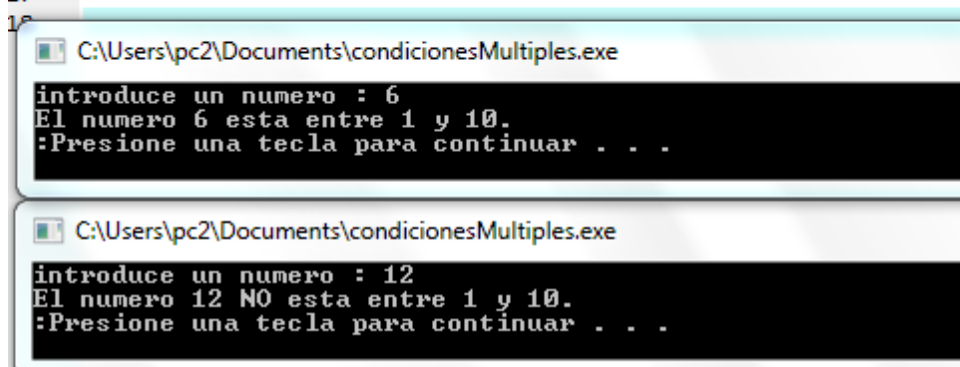 C:\Users\pc2\Documents\condicionesMultiples.exe
introduce un numero : 6
El numero 6 esta entre 1 y 10.
:Presione una tecla para continuar . . .
C:\Users\pc2\Documents\condicionesMultiples.exe
introduce un numero : 12
El numero 12 NO esta entre 1 y 10.
:Presione una tecla para continuar . . .